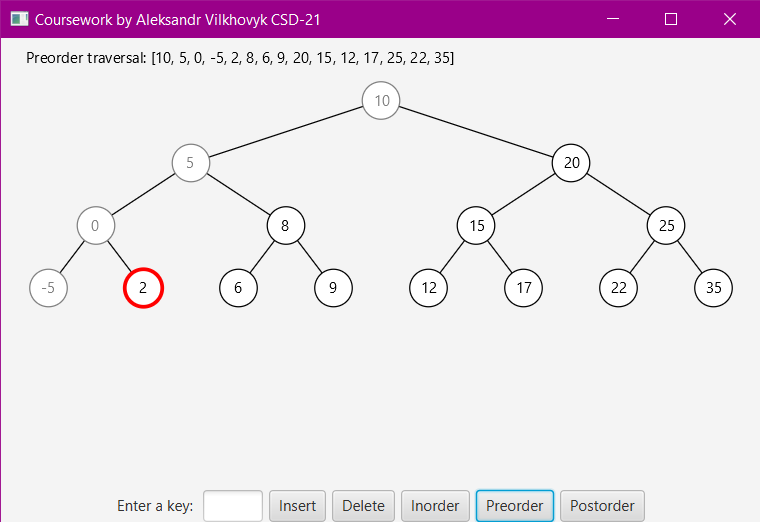 Coursework by Aleksandr Vilkhovyk CSD-21
Preorder traversal: [10, 5, 0, -5, 2, 8, 6, 9, 20, 15, 12, 17, 25, 22, 35]
10
5 20
0 8 15 25
-5 2 6 9 12 17 22 35
Enter a key: Insert Delete Inorder Preorder Postorder